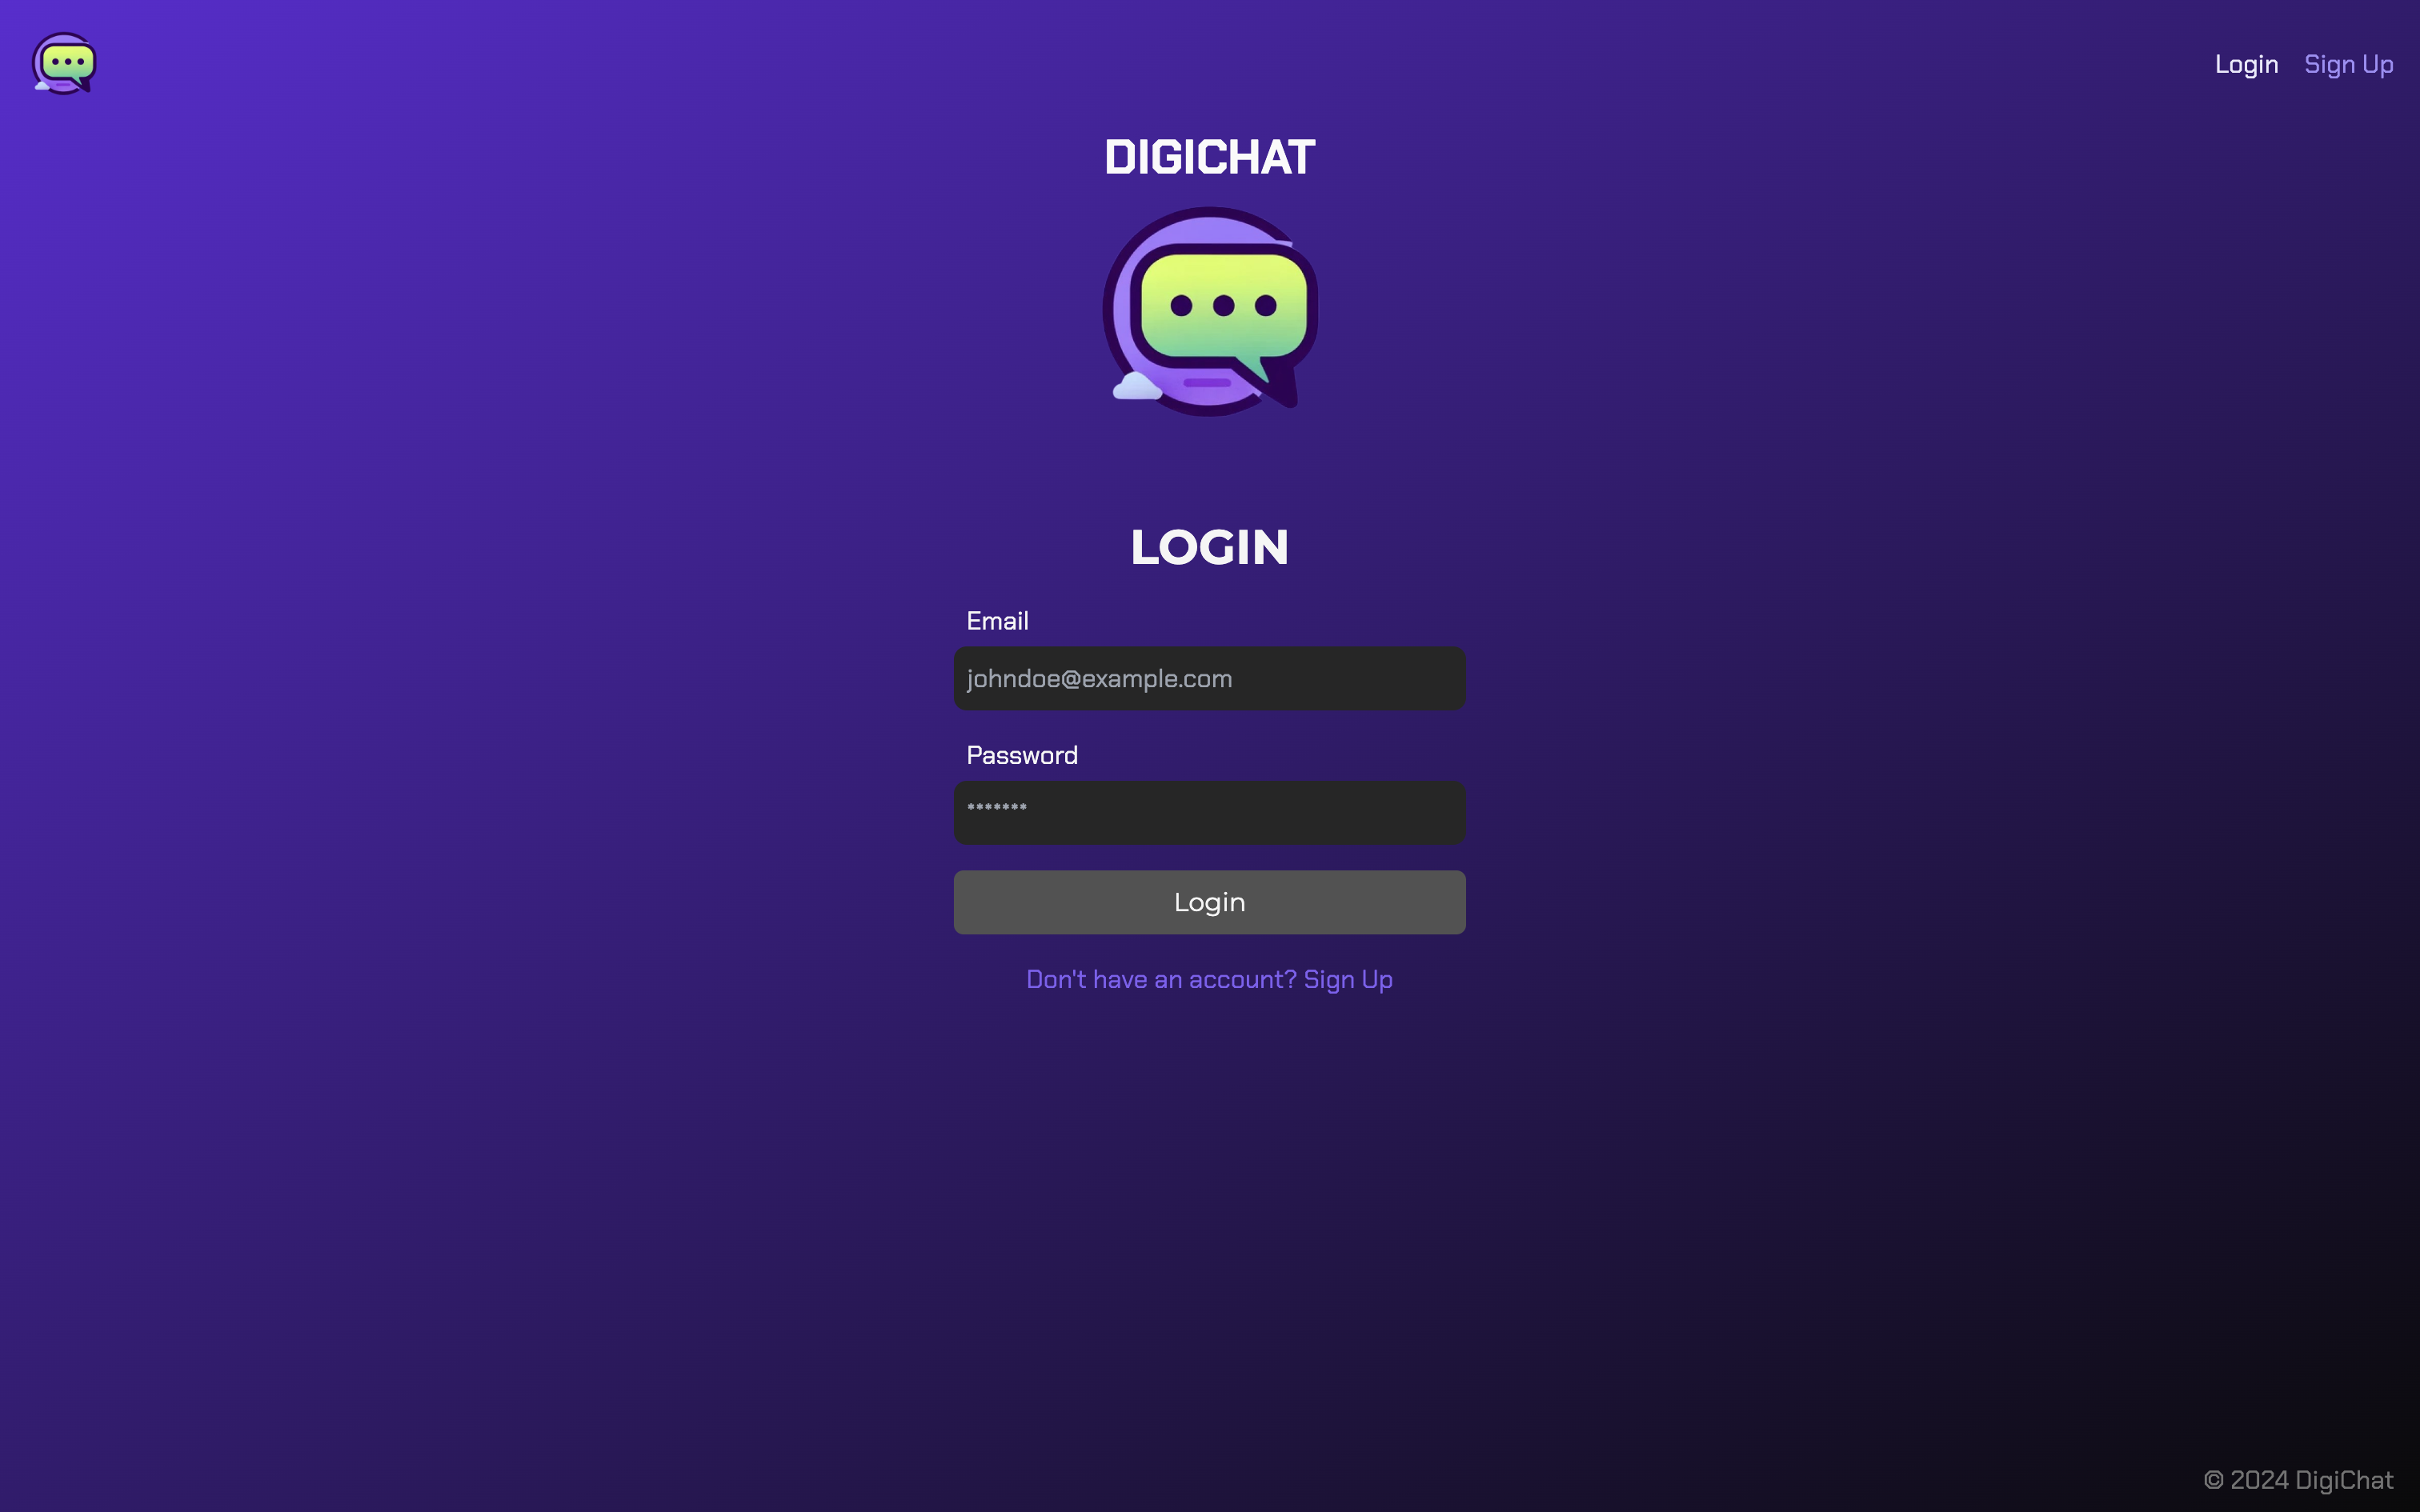 Login Sign Up
DIGICHAT
LOGIN
Email
johndoe@example.com
Password
*******
Login
Don't have an account? Sign Up
© 2024 DigiChat